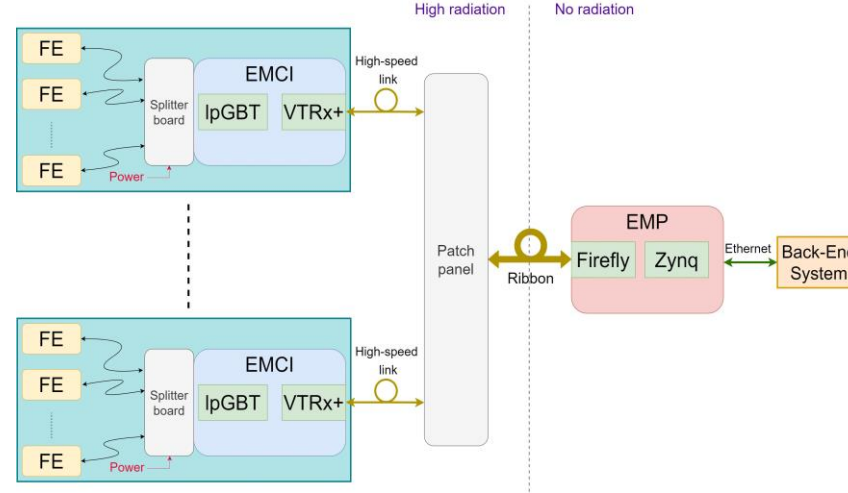 High radiation
No radiation
FE
FE
FE
Splitter
board
Power
EMCI
lpGBT
VTRx+
High-speed
link
FE
FE
FE
Splitter
board
Power
EMCI
lpGBT
VTRx+
High-speed
link
Patch
panel
Ribbon
EMP
Firefly
Zynq
Ethernet
Back-End
System